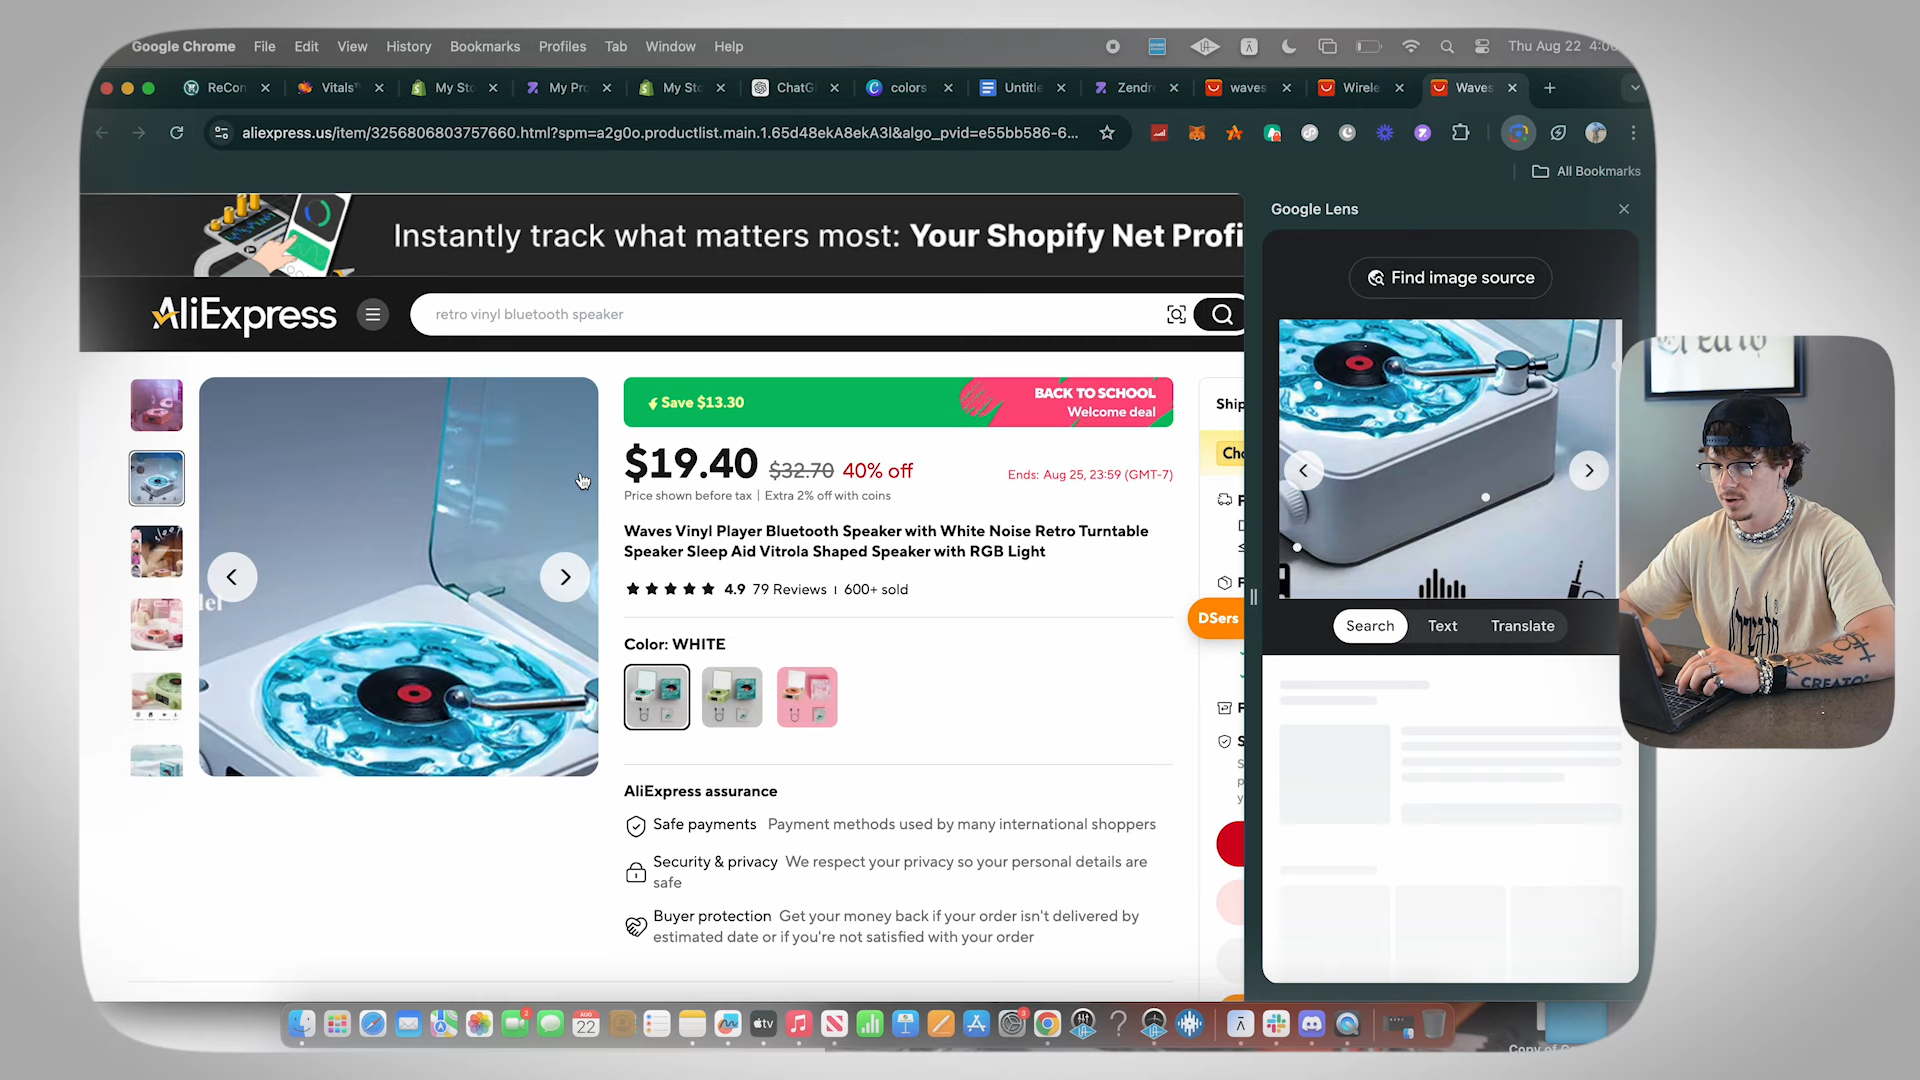 Google Chrome File Edit View History Bookmarks Profiles Tab Window Help
Thu Aug 22
ReCon Vitals My Sto My Pro My Sto ChatG colors Untitle Zendr waves Wirele Waves
aliexpress.us/item/3256806803757660.html?spm=a2g0o.productlist.main.1.65d48ekA8ekA3l&algo_pvid=e55bb586-6...
All Bookmarks
Google Lens
Instantly track what matters most: Your Shopify Net Profi
AliExpress
retro vinyl bluetooth speaker
Find image source
Save $13.30
BACK TO SCHOOL
Welcome deal
$19.40 $32.70 40% off
Ends: Aug 25, 23:59 (GMT-7)
Price shown before tax | Extra 2% off with coins
Waves Vinyl Player Bluetooth Speaker with White Noise Retro Turntable
Speaker Sleep Aid Vitrola Shaped Speaker with RGB Light
4.9 79 Reviews 600+ sold
Color: WHITE
AliExpress assurance
Safe payments Payment methods used by many international shoppers
Security & privacy We respect your privacy so your personal details are
safe
Buyer protection Get your money back if your order isn't delivered by
estimated date or if you're not satisfied with your order
Ship
Cho
DSers
Search Text Translate
CREATO
AUG
22
tv